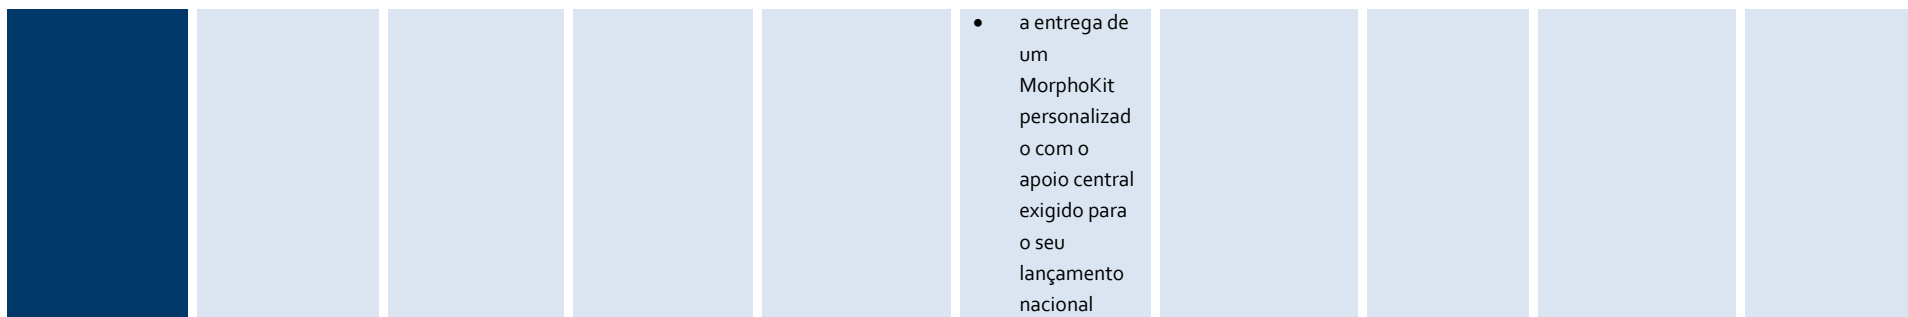 • a entrega de
um
MorphoKit
personalizad
o com o
apoio central
exigido para
o seu
lançamento
nacional